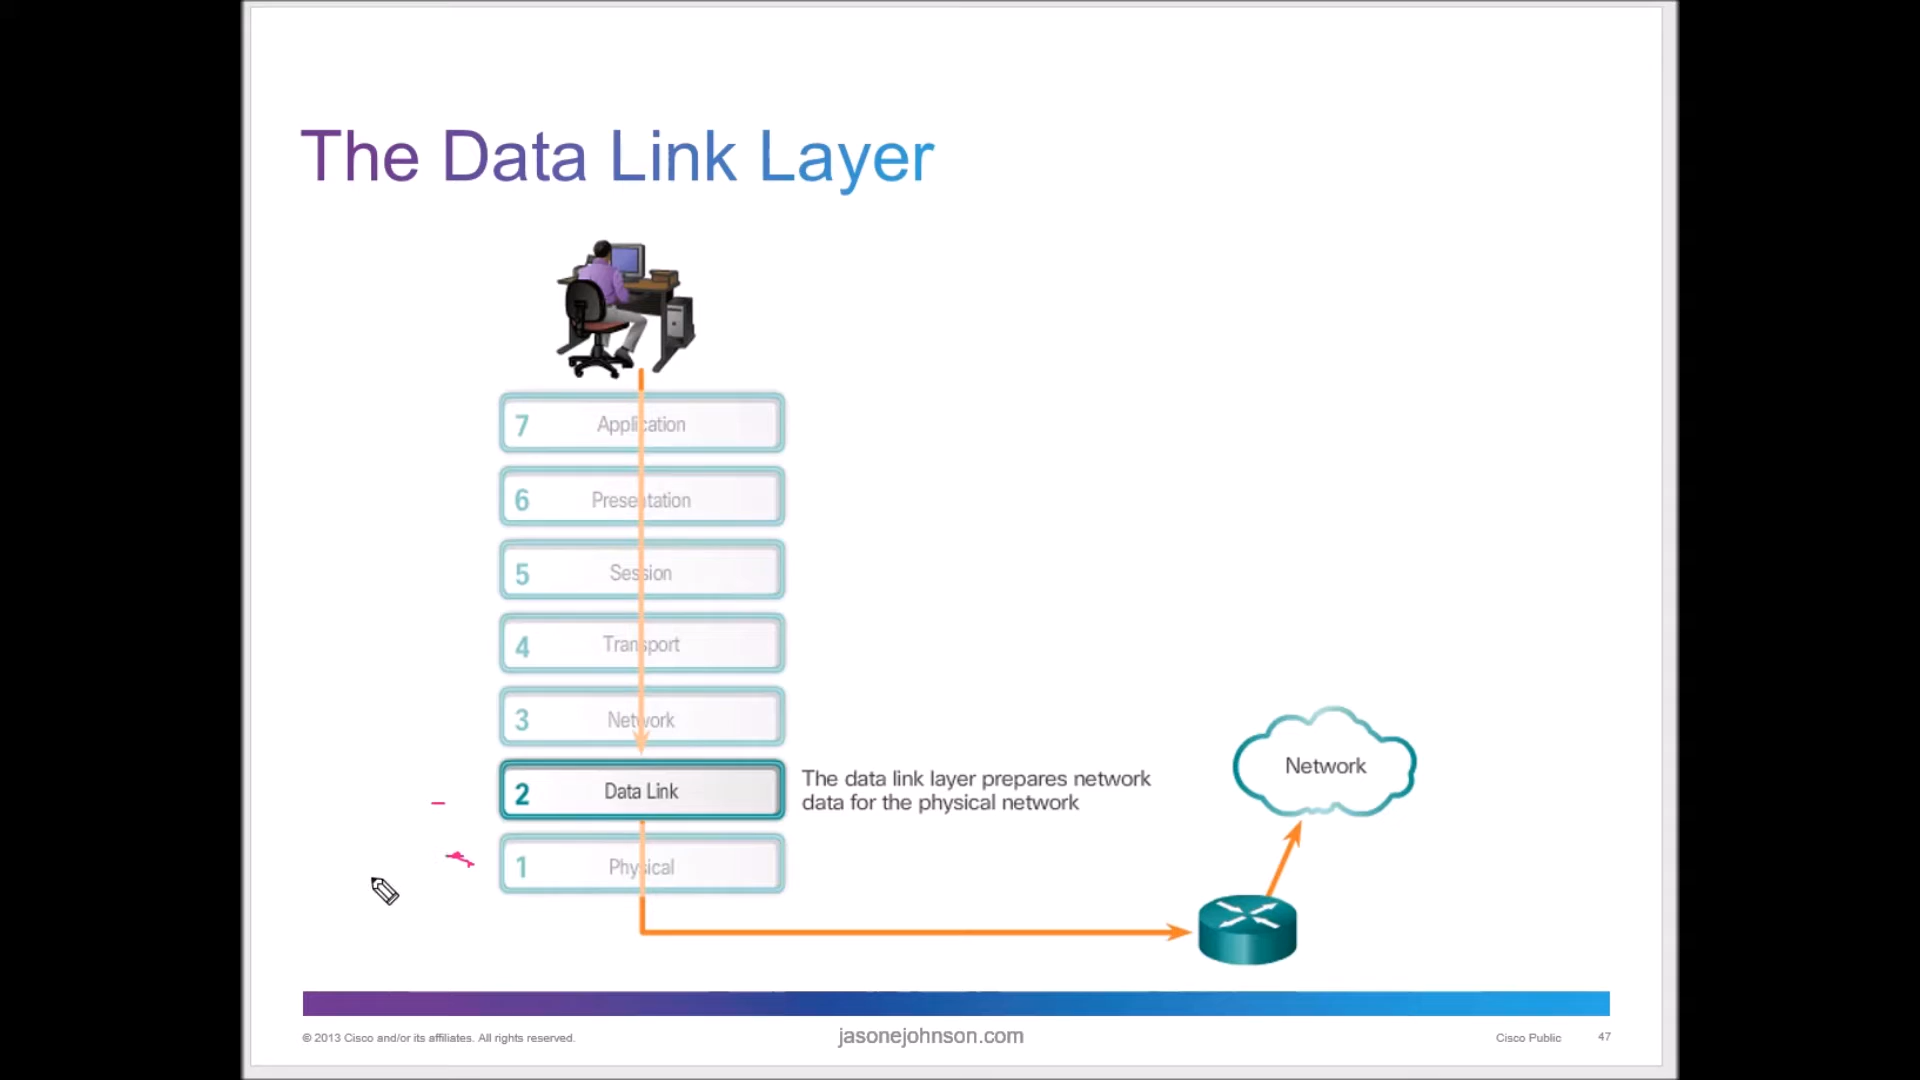 The Data Link Layer
7 Application
6 Presentation
5 Session
4 Transport
3 Network
2 Data Link
The data link layer prepares network
data for the physical network
Network
1 Physical
© 2013 Cisco and/or its affiliates. All rights reserved.
jasonejohnson.com
Cisco Public 47